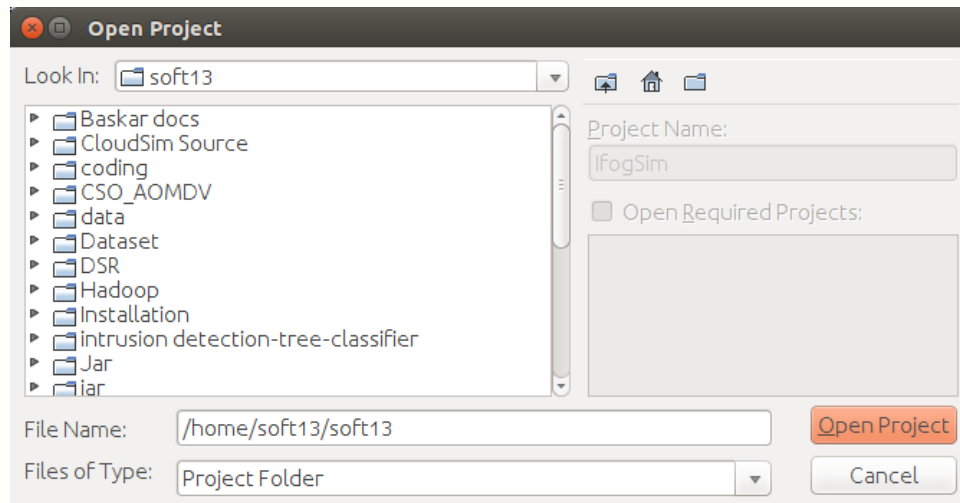 Open Project
Look In: soft13
Baskar docs
CloudSim Source
coding
CSO_AOMDV
data
Dataset
DSR
Hadoop
Installation
intrusion detection-tree-classifier
Jar
jar
Project Name:
IfogSim
Open Required Projects:
File Name: /home/soft13/soft13
Open Project
Files of Type: Project Folder
Cancel